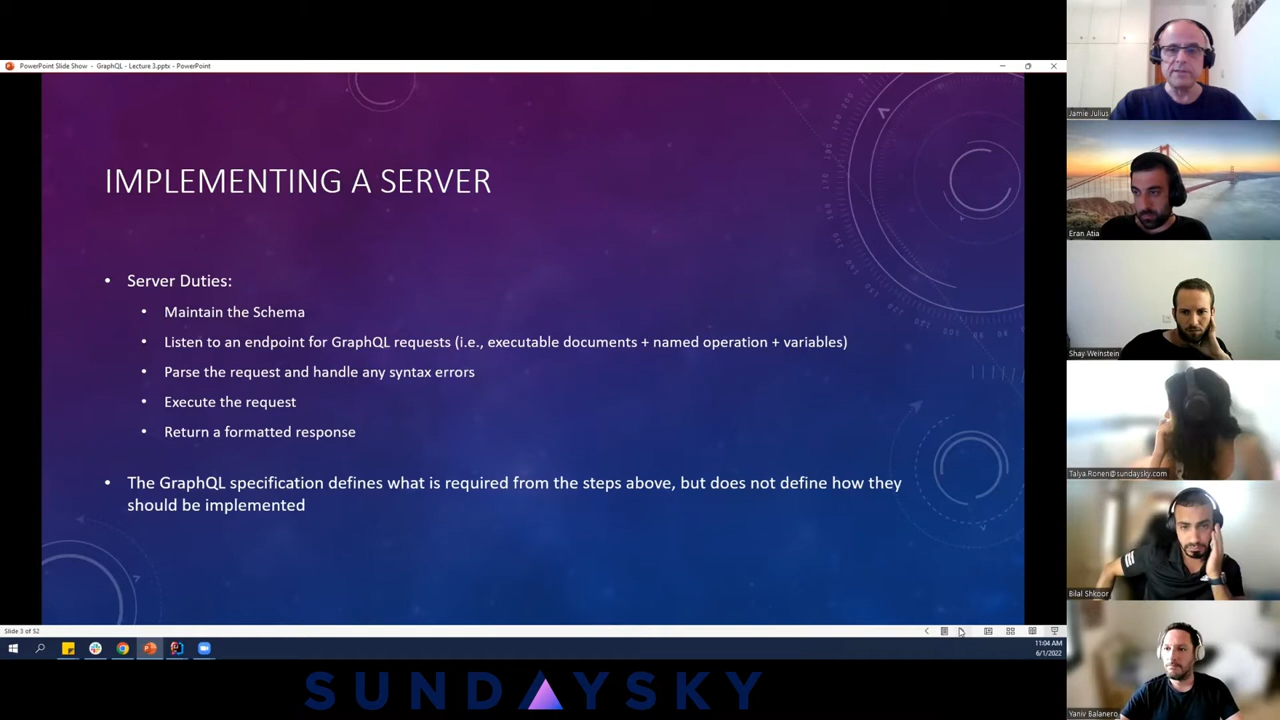 PowerPoint Slide Show - GraphQL - Lecture 3.pptx - PowerPoint
IMPLEMENTING A SERVER
• Server Duties:
• Maintain the Schema
• Listen to an endpoint for GraphQL requests (i.e., executable documents + named operation + variables)
• Parse the request and handle any syntax errors
• Execute the request
• Return a formatted response
• The GraphQL specification defines what is required from the steps above, but does not define how they
should be implemented
Slide 3 of 52
11:04 AM
6/1/2022
SUNDAYSKY
Jamie Julius
Eran Atia
Shay Weinstein
Talya.Ronen@sundaysky.com
Bilal Shkoor
Yaniv Balanero